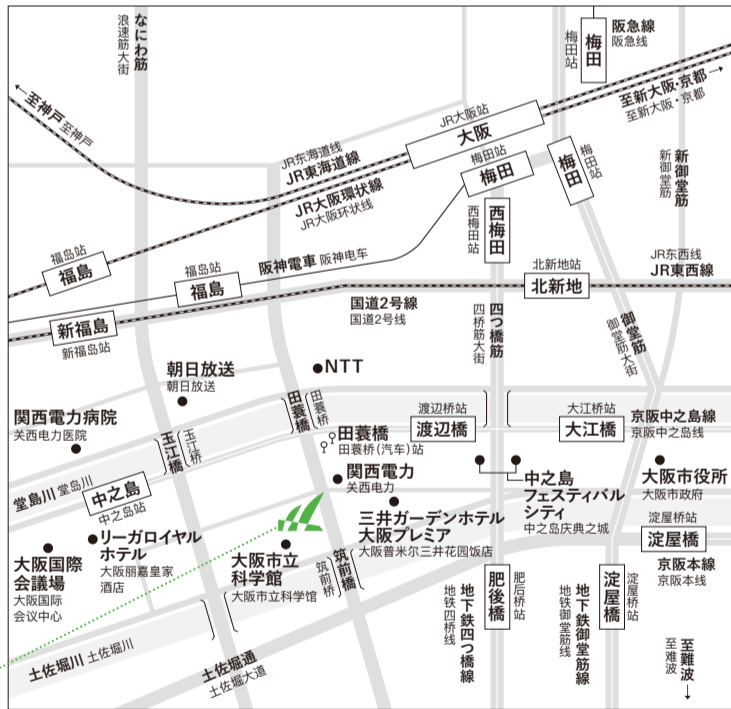 なにわ筋
浪速筋大街
梅田
梅田站
阪急線
阪急线
至新大阪・京都
至新大阪・京都
至神戸 至神户
JR大阪站
大阪
JR东海道线
JR東海道線
JR大阪環状線
JR大阪环状线
梅田站
梅田
梅田
梅田站
新御堂筋
新御堂筋
西梅田
西梅田站
福岛站
福島
福岛站
福島
阪神電車 阪神电车
北新地站
北新地
JR东西线
JR東西線
新福島
新福岛站
国道2号線
国道2号线
四つ橋筋
四桥筋大街
御堂筋
御堂筋大街
朝日放送
朝日放送
NTT
関西電力病院
关西电力医院
玉江橋
玉江桥
田蓑橋
田蓑桥
田蓑橋
田蓑桥(汽车)站
渡辺橋站
渡辺橋
大江桥站
大江橋
京阪中之島線
京阪中之岛线
堂島川 堂岛川
中之島
中之岛站
関西電力
关西电力
中之島
フェスティバル
シティ
中之岛庆典之城
大阪市役所
大阪市政府
大阪国際
会議場
大阪国际
会议中心
リーガロイヤル
ホテル
大阪丽嘉皇家
酒店
大阪市立
科学館
大阪市立科学馆
筑前橋
筑前桥
三井ガーデンホテル
大阪プレミア
大阪普米尔三井花园饭店
淀屋桥站
淀屋橋
京阪本線
京阪本线
肥後橋
肥后桥站
淀屋橋
淀屋桥站
地下鉄四つ橋線
地铁四桥线
地下鉄御堂筋線
地铁御堂筋线
土佐堀川 土佐堀川
土佐堀通
土佐堀大道
至難波
至难波